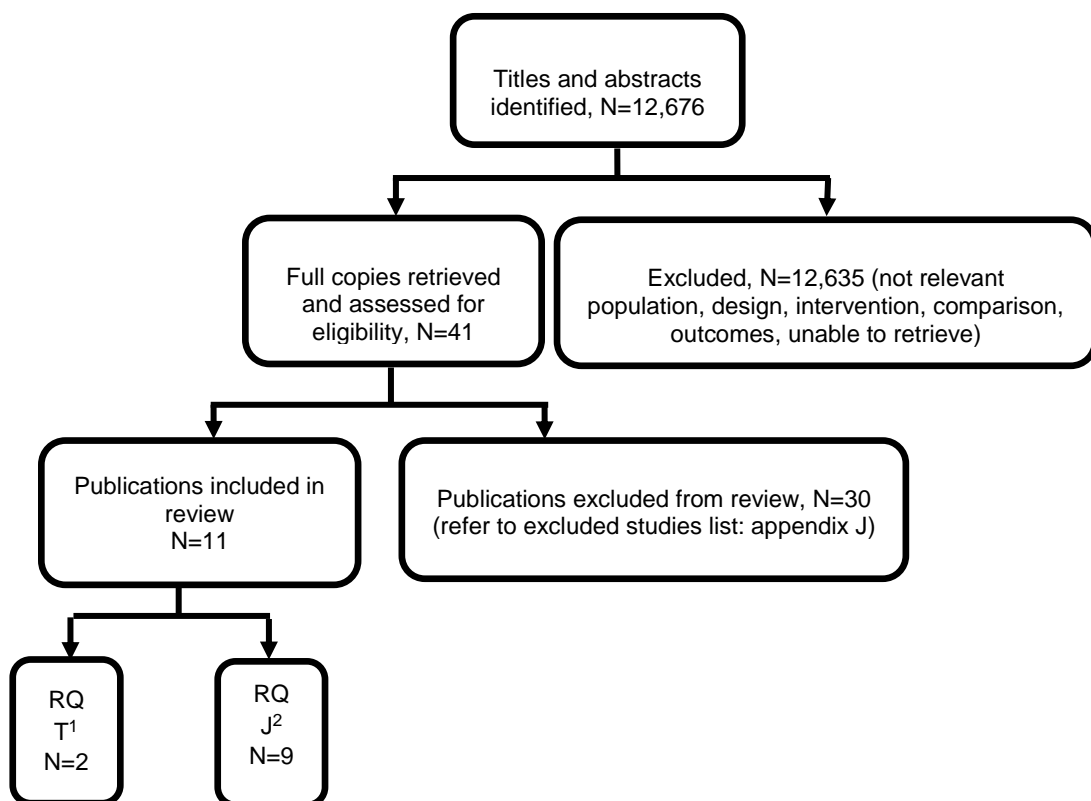 Titles and abstracts
identified, N=12,676
Full copies retrieved
and assessed for
eligibility, N=41
Excluded, N=12,635 (not relevant
population, design, intervention, comparison,
outcomes, unable to retrieve)
Publications included in
review
N=11
Publications excluded from review, N=30
(refer to excluded studies list: appendix J)
RQ
T¹
N=2
RQ
J²
N=9